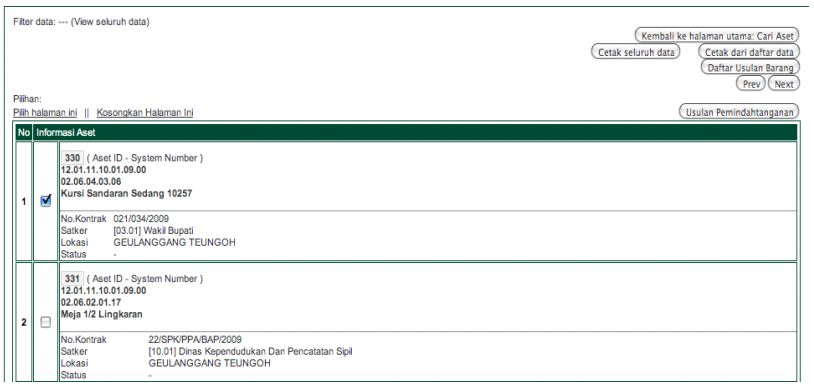 Filter data: --- (View seluruh data)
Kembali ke halaman utama: Cari Aset
Cetak seluruh data Cetak dari daftar data
Daftar Usulan Barang
Prev Next
Pilihan:
Pilih halaman ini || Kosongkan Halaman Ini
Usulan Pemindahtanganan
No Informasi Aset
330 ( Aset ID - System Number )
12.01.11.10.01.09.00
02.06.04.03.06
Kursi Sandaran Sedang 10257
1
No.Kontrak 021/034/2009
Satker [03.01] Wakil Bupati
Lokasi GEULANGGANG TEUNGOH
Status -
331 ( Aset ID - System Number )
12.01.11.10.01.09.00
02.06.02.01.17
Meja 1/2 Lingkaran
2
No.Kontrak 22/SPK/PPA/BAP/2009
Satker [10.01] Dinas Kependudukan Dan Pencatatan Sipil
Lokasi GEULANGGANG TEUNGOH
Status -